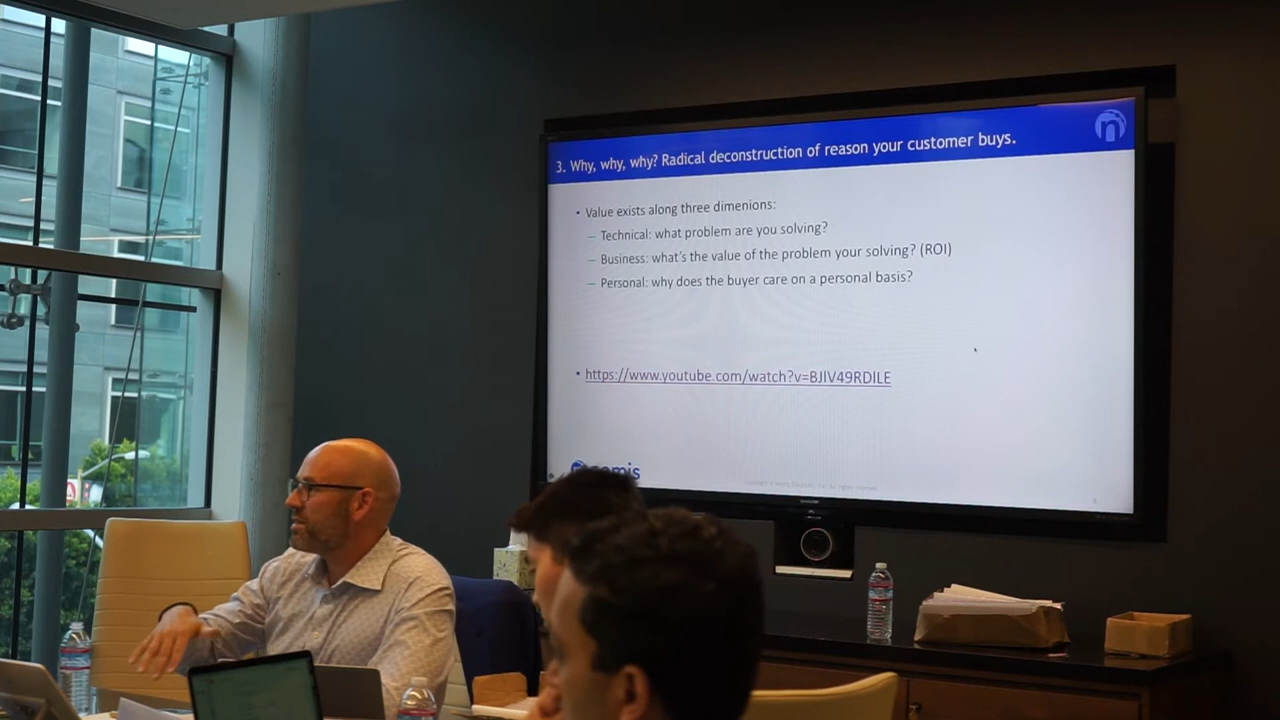 3. Why, why, why? Radical deconstruction of reason your customer buys.
• Value exists along three dimenions:
– Technical: what problem are you solving?
– Business: what's the value of the problem your solving? (ROI)
– Personal: why does the buyer care on a personal basis?
• https://www.youtube.com/watch?v=BJIV49RDILE